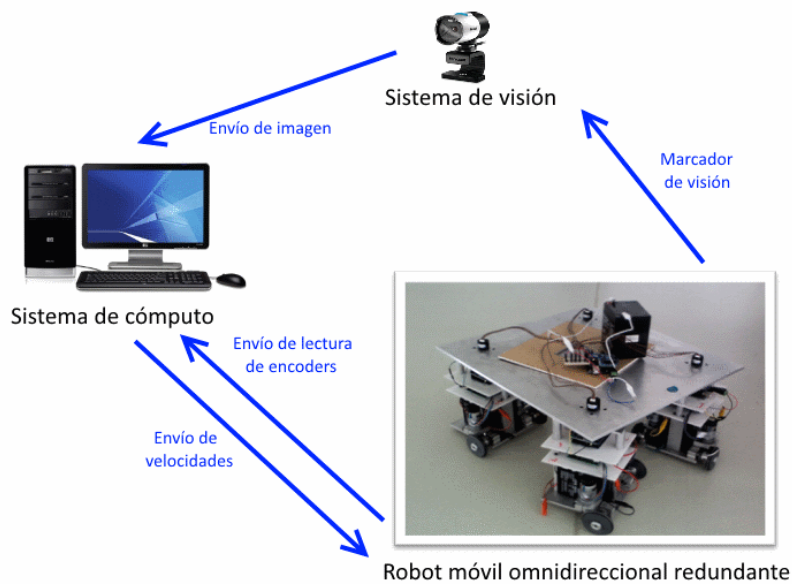 Sistema de visión
Envío de imagen
Marcador
de visión
Sistema de cómputo
Envío de lectura
de encoders
Envío de
velocidades
Robot móvil omnidireccional redundante